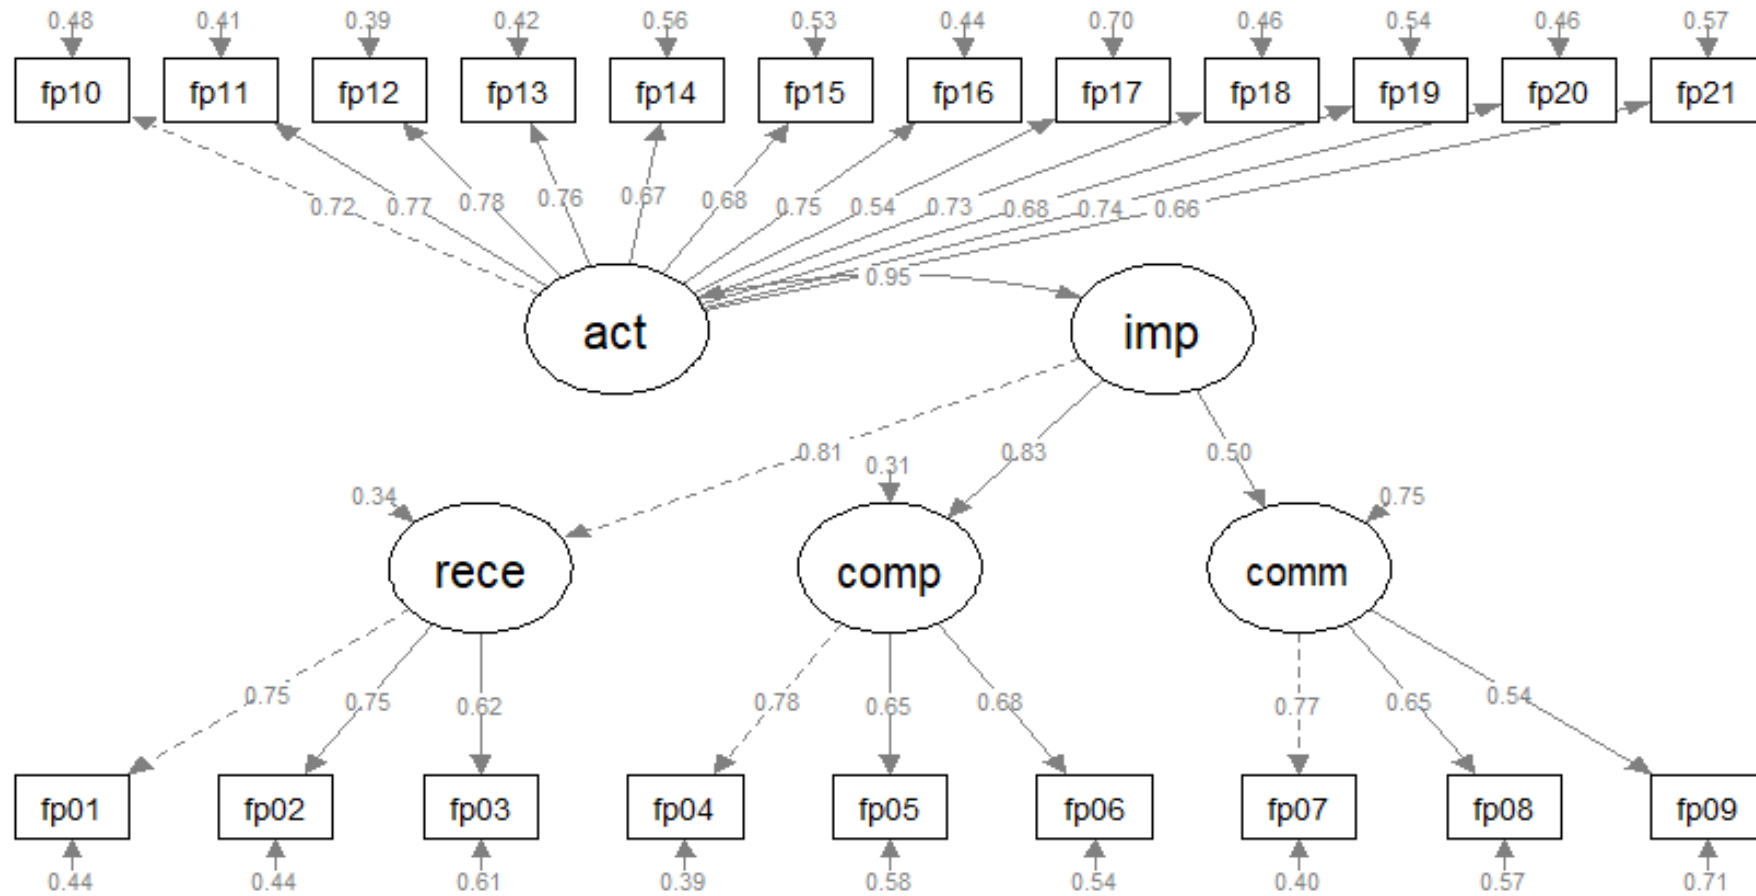 0.48 0.41 0.39 0.42 0.56 0.53 0.44 0.70 0.46 0.54 0.46 0.57
fp10 fp11 fp12 fp13 fp14 fp15 fp16 fp17 fp18 fp19 fp20 fp21
0.72 0.77 0.78 0.76 0.67 0.68 0.75 0.54 0.73 0.68 0.74 0.66
0.95
act imp
0.81 0.31 0.83 0.50
0.34 0.75
rece comp comm
0.75 0.75 0.62 0.78 0.65 0.68 0.77 0.65 0.54
fp01 fp02 fp03 fp04 fp05 fp06 fp07 fp08 fp09
0.44 0.44 0.61 0.39 0.58 0.54 0.40 0.57 0.71